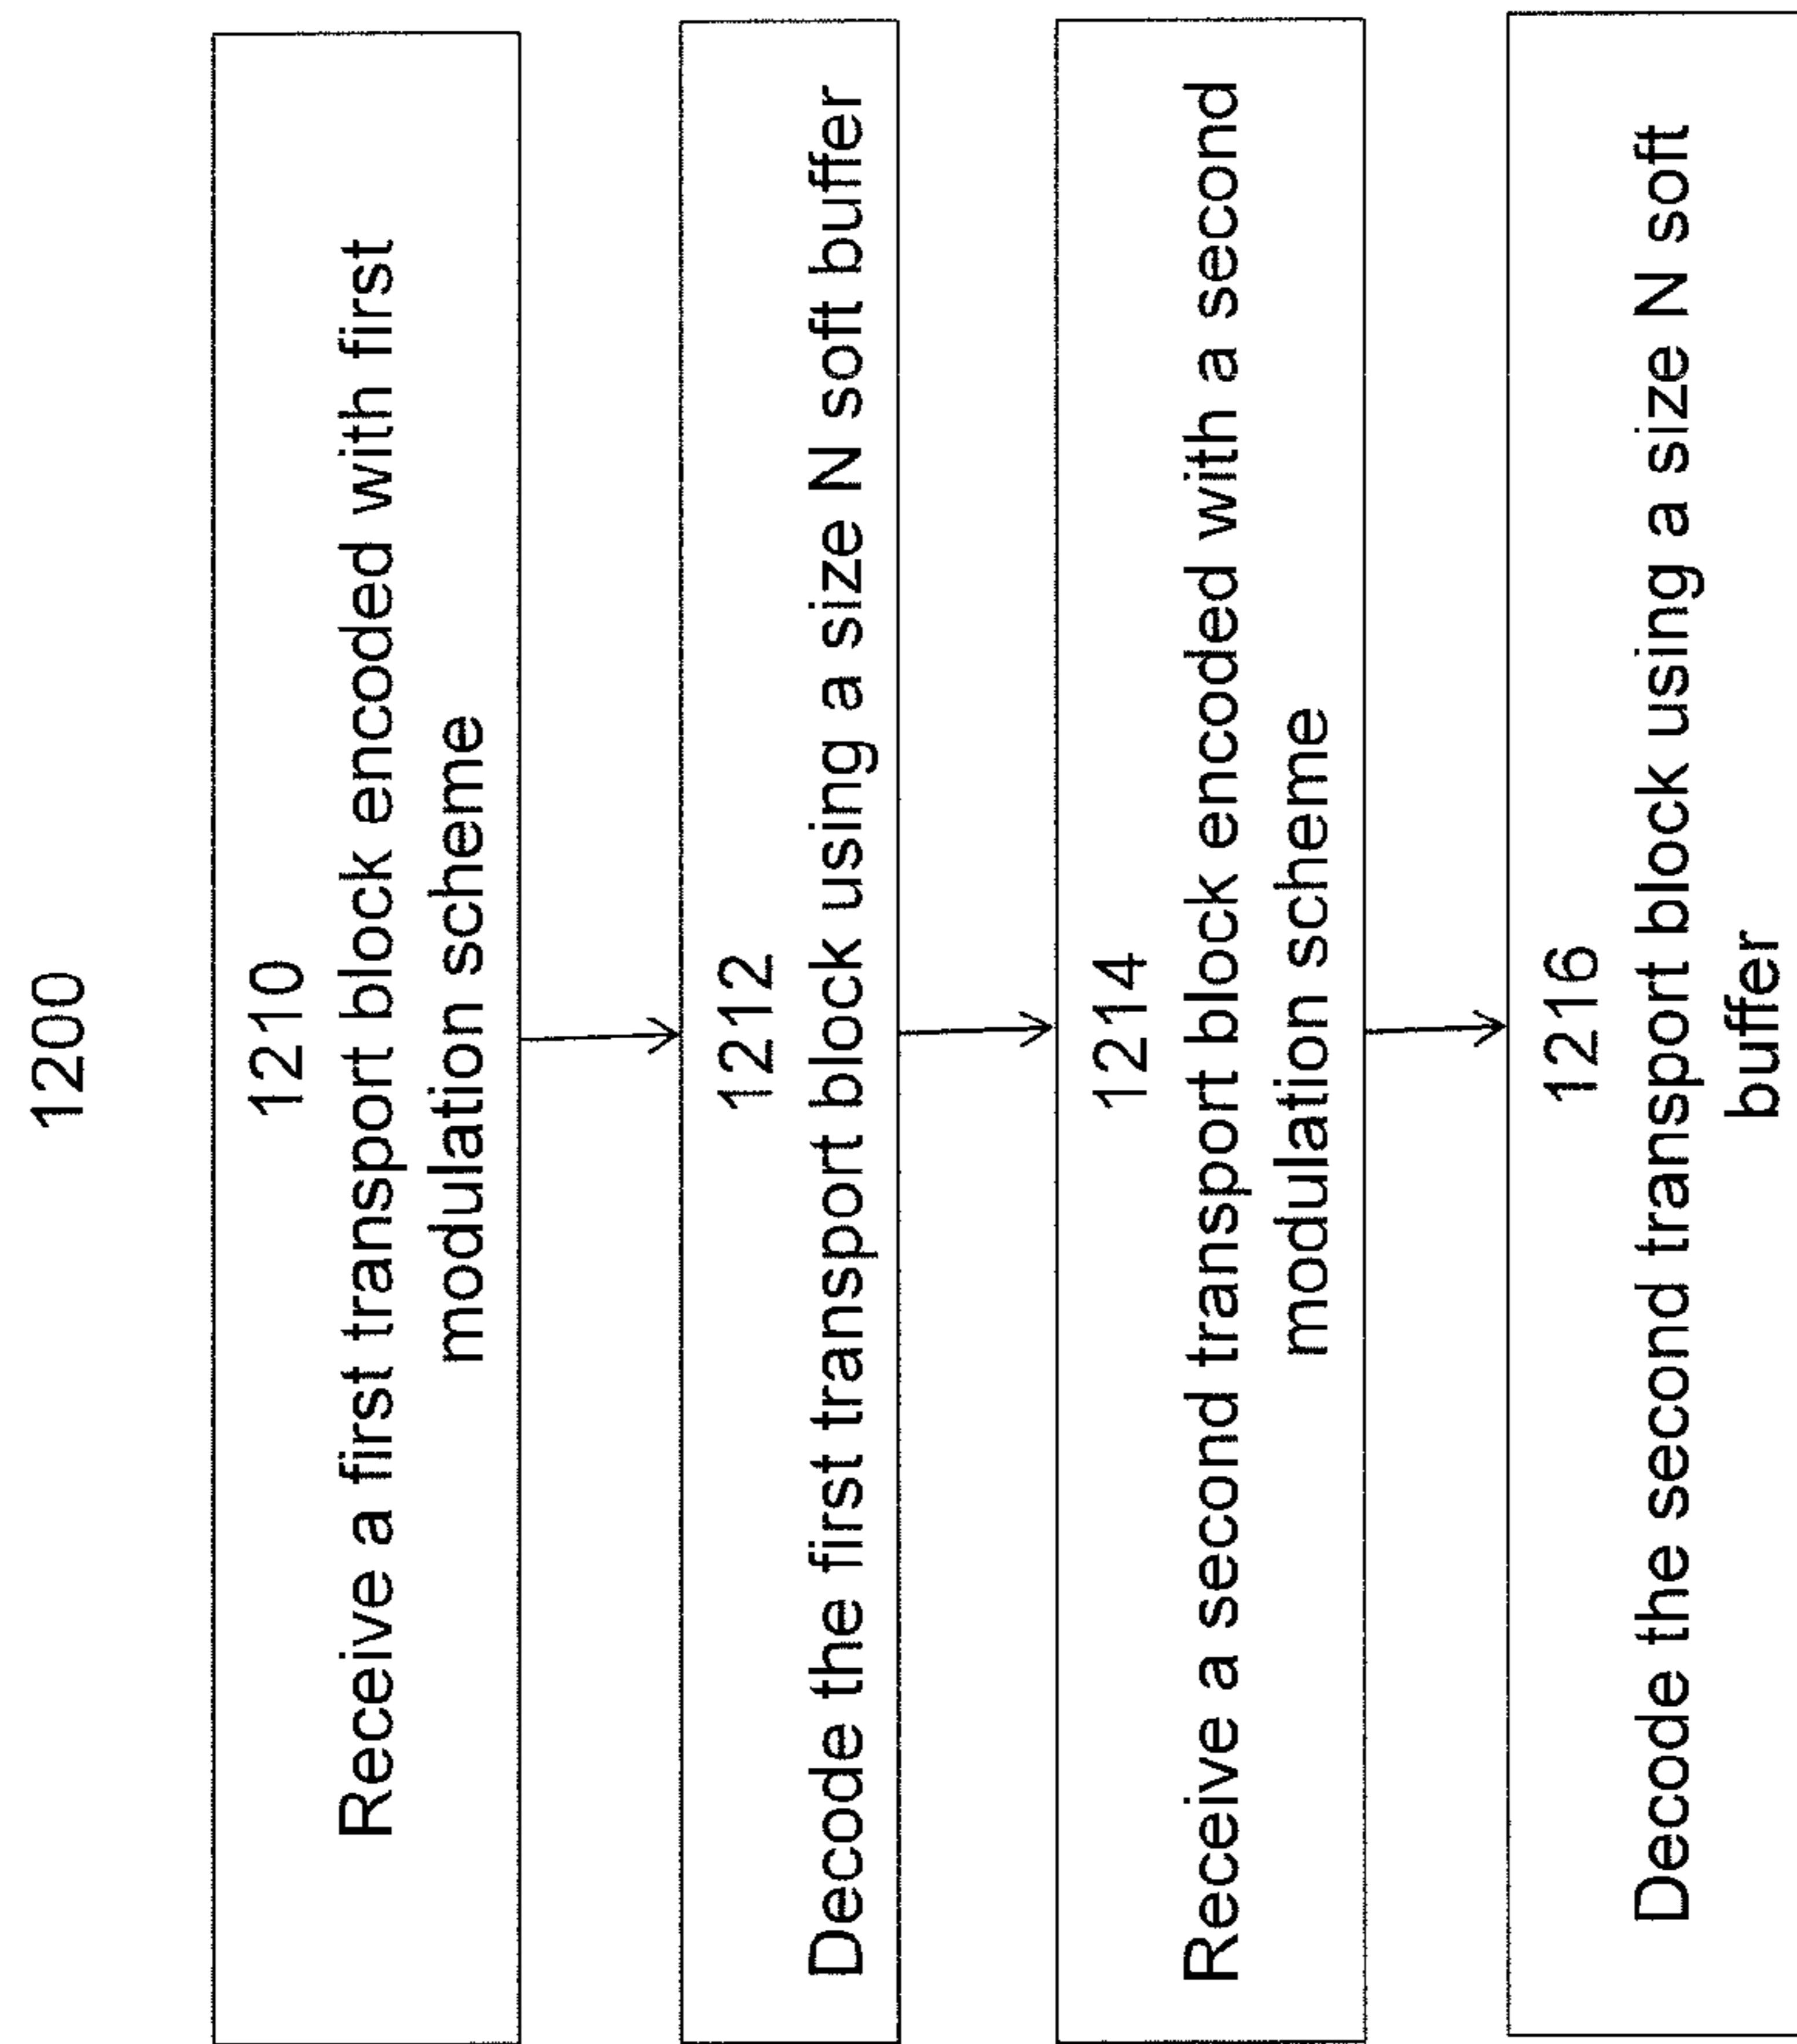 1200
1210
Receive a first transport block encoded with first
modulation scheme
1212
Decode the first transport block using a size N soft buffer
1214
Receive a second transport block encoded with a second
modulation scheme
1216
Decode the second transport block using a size N soft
buffer